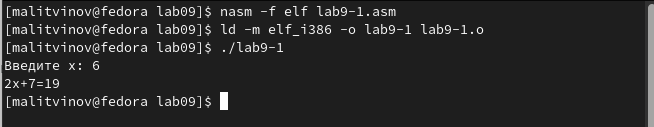 [malitvinov@fedora lab09]$ nasm -f elf lab9-1.asm
[malitvinov@fedora lab09]$ ld -m elf_i386 -o lab9-1 lab9-1.o
[malitvinov@fedora lab09]$ ./lab9-1
Введите x: 6
2x+7=19
[malitvinov@fedora lab09]$